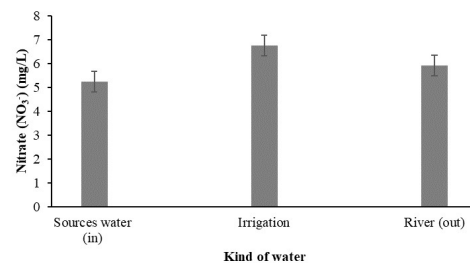 Nitrate (NO₃⁻) (mg/L)
8
7
6
5
4
3
2
1
0
Sources water
(in)
Irrigation
River (out)
Kind of water